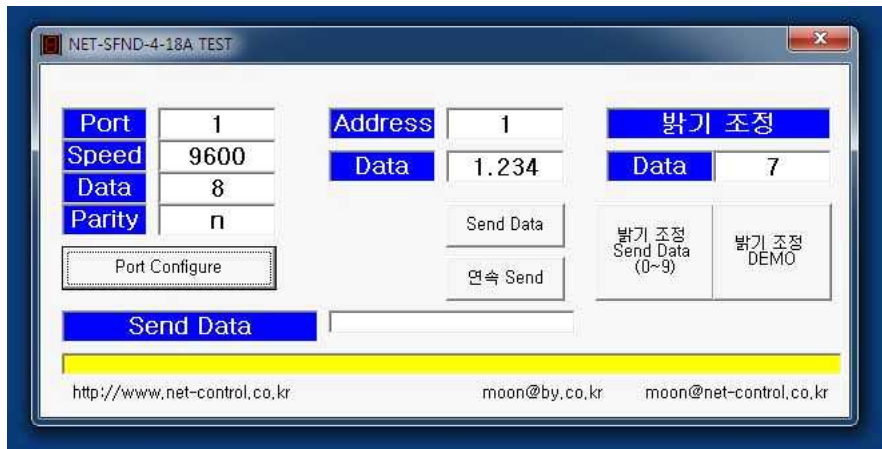 NET-SFND-4-18A TEST
Port 1 Address 1 밝기 조정
Speed 9600 Data 1.234 Data 7
Data 8
Parity n
Port Configure
Send Data
연속 Send
밝기 조정
Send Data
(0~9)
밝기 조정
DEMO
Send Data
http://www.net-control.co.kr moon@by.co.kr moon@net-control.co.kr